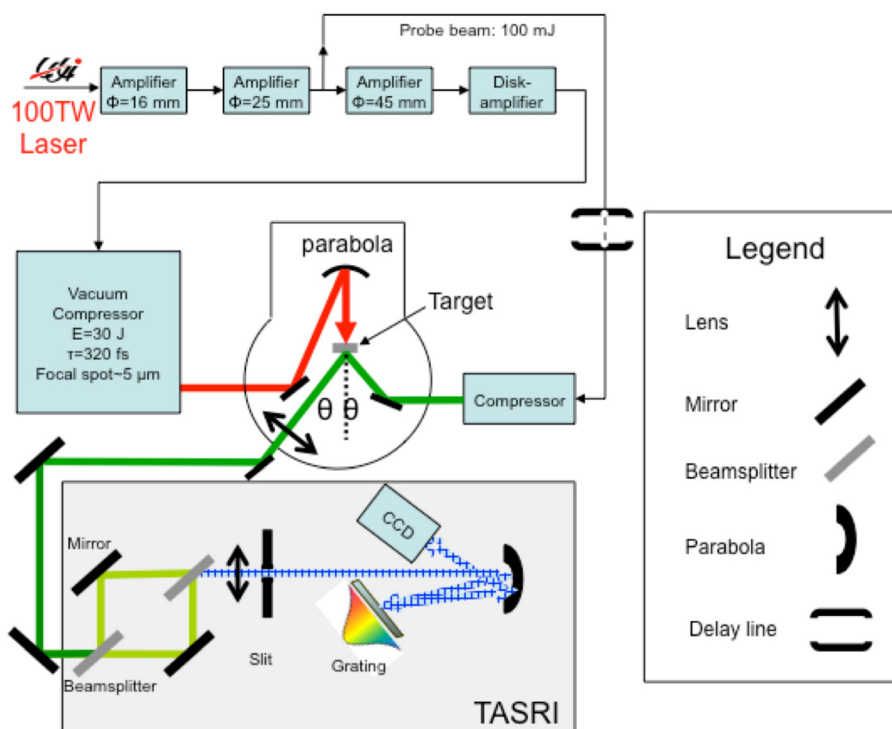 Probe beam: 100 mJ
Amplifier
Φ=16 mm
Amplifier
Φ=25 mm
Amplifier
Φ=45 mm
Disk-
amplifier
100TW
Laser
parabola
Target
Vacuum
Compressor
E=30 J
τ=320 fs
Focal spot~5 µm
θ θ
Compressor
Legend
Lens
Mirror
Beamsplitter
Parabola
Delay line
Mirror
CCD
Slit
Grating
Beamsplitter
TASRI